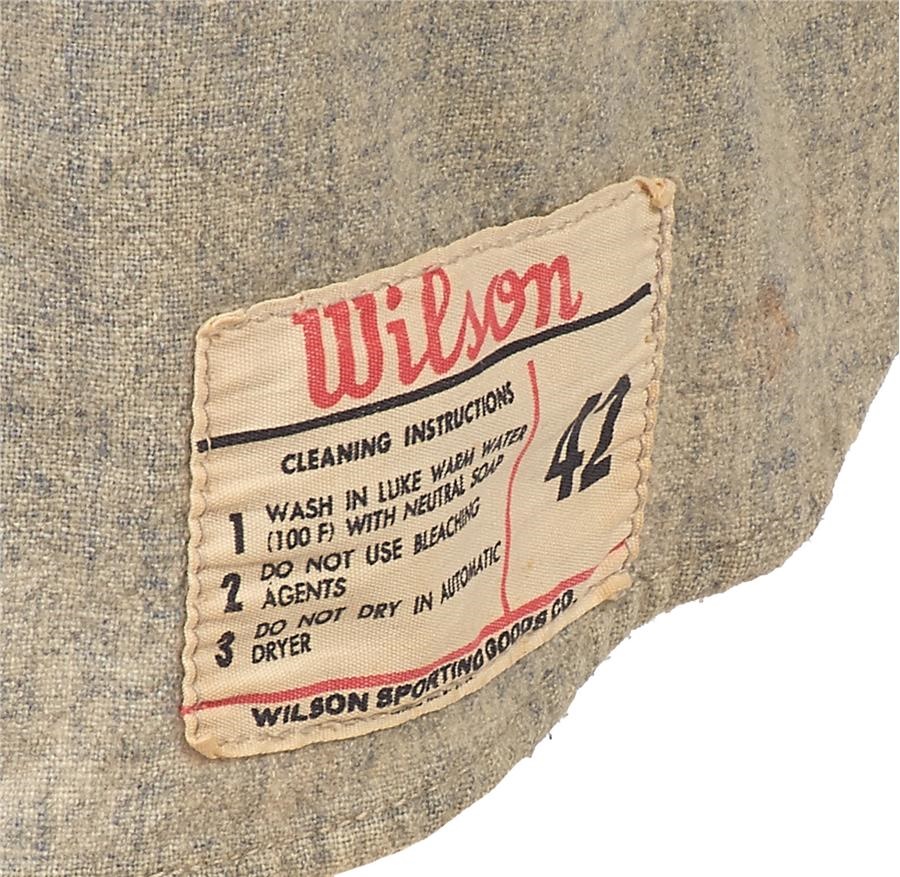 Wilson
CLEANING INSTRUCTIONS
1 WASH IN LUKE WARM WATER
(100 F) WITH NEUTRAL SOAP
2 DO NOT USE BLEACHING
AGENTS
3 DO NOT DRY IN AUTOMATIC
DRYER
42
WILSON SPORTING GOODS CO.